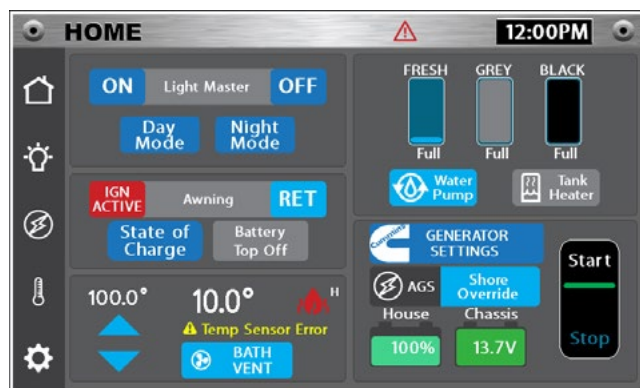 HOME
12:00PM
ON Light Master OFF
Day Mode
Night Mode
IGN ACTIVE
Awning
RET
State of Charge
Battery Top Off
100.0°
10.0°
H
Temp Sensor Error
BATH VENT
FRESH GREY BLACK
Full Full Full
Water Pump
Tank Heater
Cummins
GENERATOR SETTINGS
AGS
Shore Override
House Chassis
100% 13.7V
Start
Stop